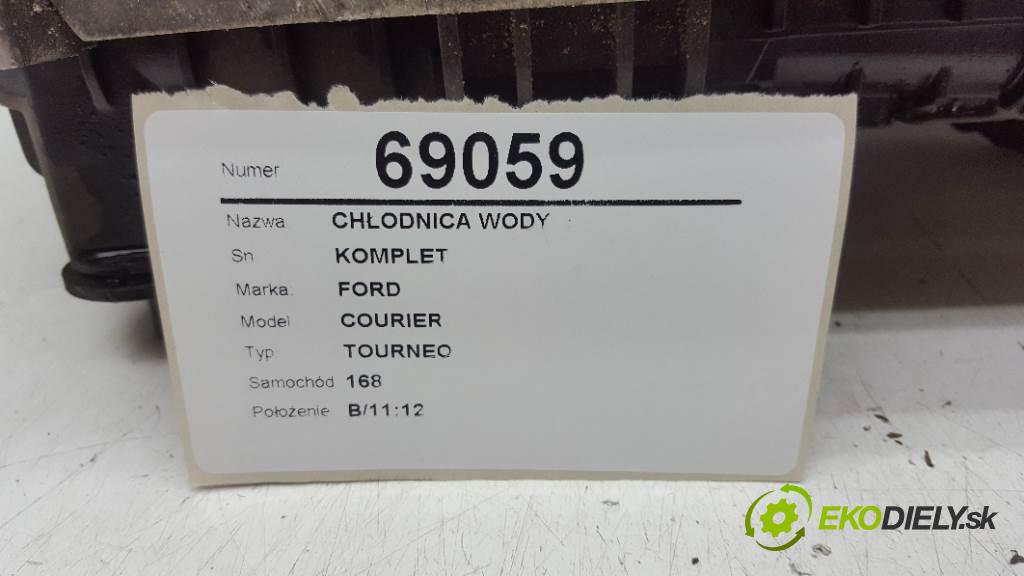 Numer 69059
Nazwa CHŁODNICA WODY
Sn KOMPLET
Marka FORD
Model COURIER
Typ TOURNEO
Samochód 168
Położenie B/11:12
EKODIELY.sk